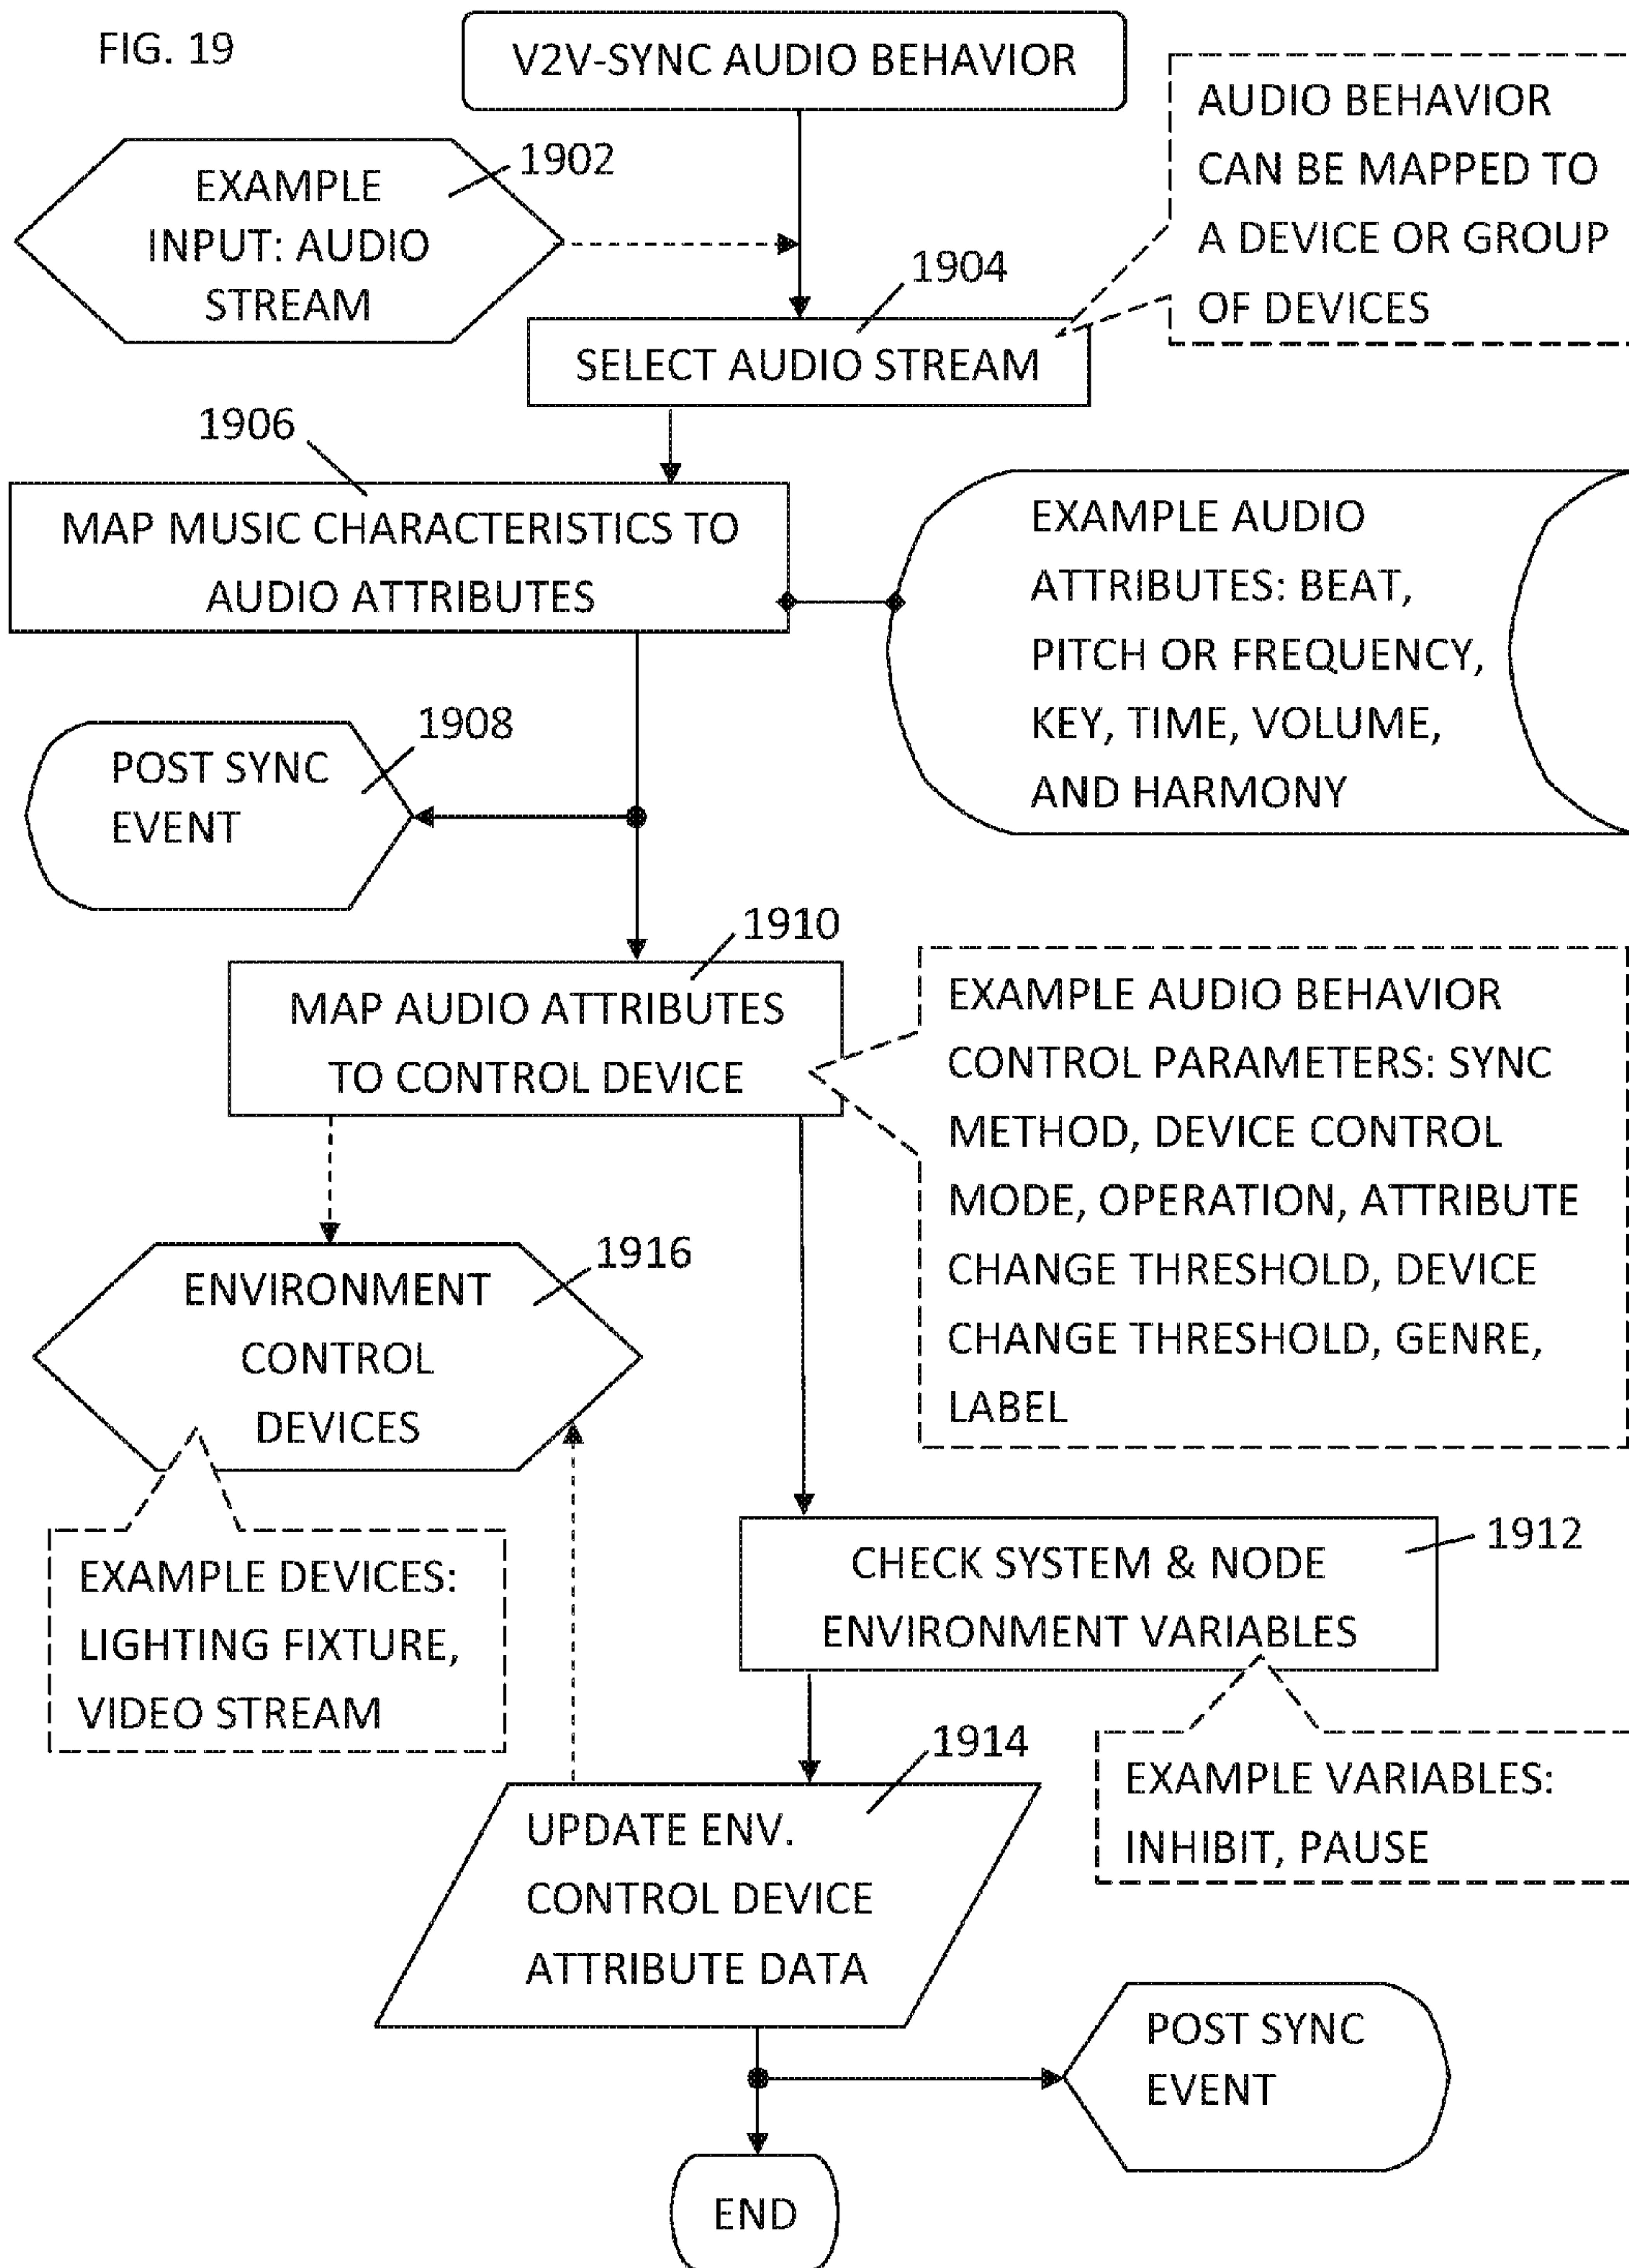 FIG. 19
V2V-SYNC AUDIO BEHAVIOR
AUDIO BEHAVIOR
CAN BE MAPPED TO
A DEVICE OR GROUP
OF DEVICES
1902
EXAMPLE
INPUT: AUDIO
STREAM
1904
SELECT AUDIO STREAM
1906
MAP MUSIC CHARACTERISTICS TO
AUDIO ATTRIBUTES
EXAMPLE AUDIO
ATTRIBUTES: BEAT,
PITCH OR FREQUENCY,
KEY, TIME, VOLUME,
AND HARMONY
1908
POST SYNC
EVENT
1910
MAP AUDIO ATTRIBUTES
TO CONTROL DEVICE
EXAMPLE AUDIO BEHAVIOR
CONTROL PARAMETERS: SYNC
METHOD, DEVICE CONTROL
MODE, OPERATION, ATTRIBUTE
CHANGE THRESHOLD, DEVICE
CHANGE THRESHOLD, GENRE,
LABEL
1916
ENVIRONMENT
CONTROL
DEVICES
EXAMPLE DEVICES:
LIGHTING FIXTURE,
VIDEO STREAM
1912
CHECK SYSTEM & NODE
ENVIRONMENT VARIABLES
EXAMPLE VARIABLES:
INHIBIT, PAUSE
1914
UPDATE ENV.
CONTROL DEVICE
ATTRIBUTE DATA
POST SYNC
EVENT
END